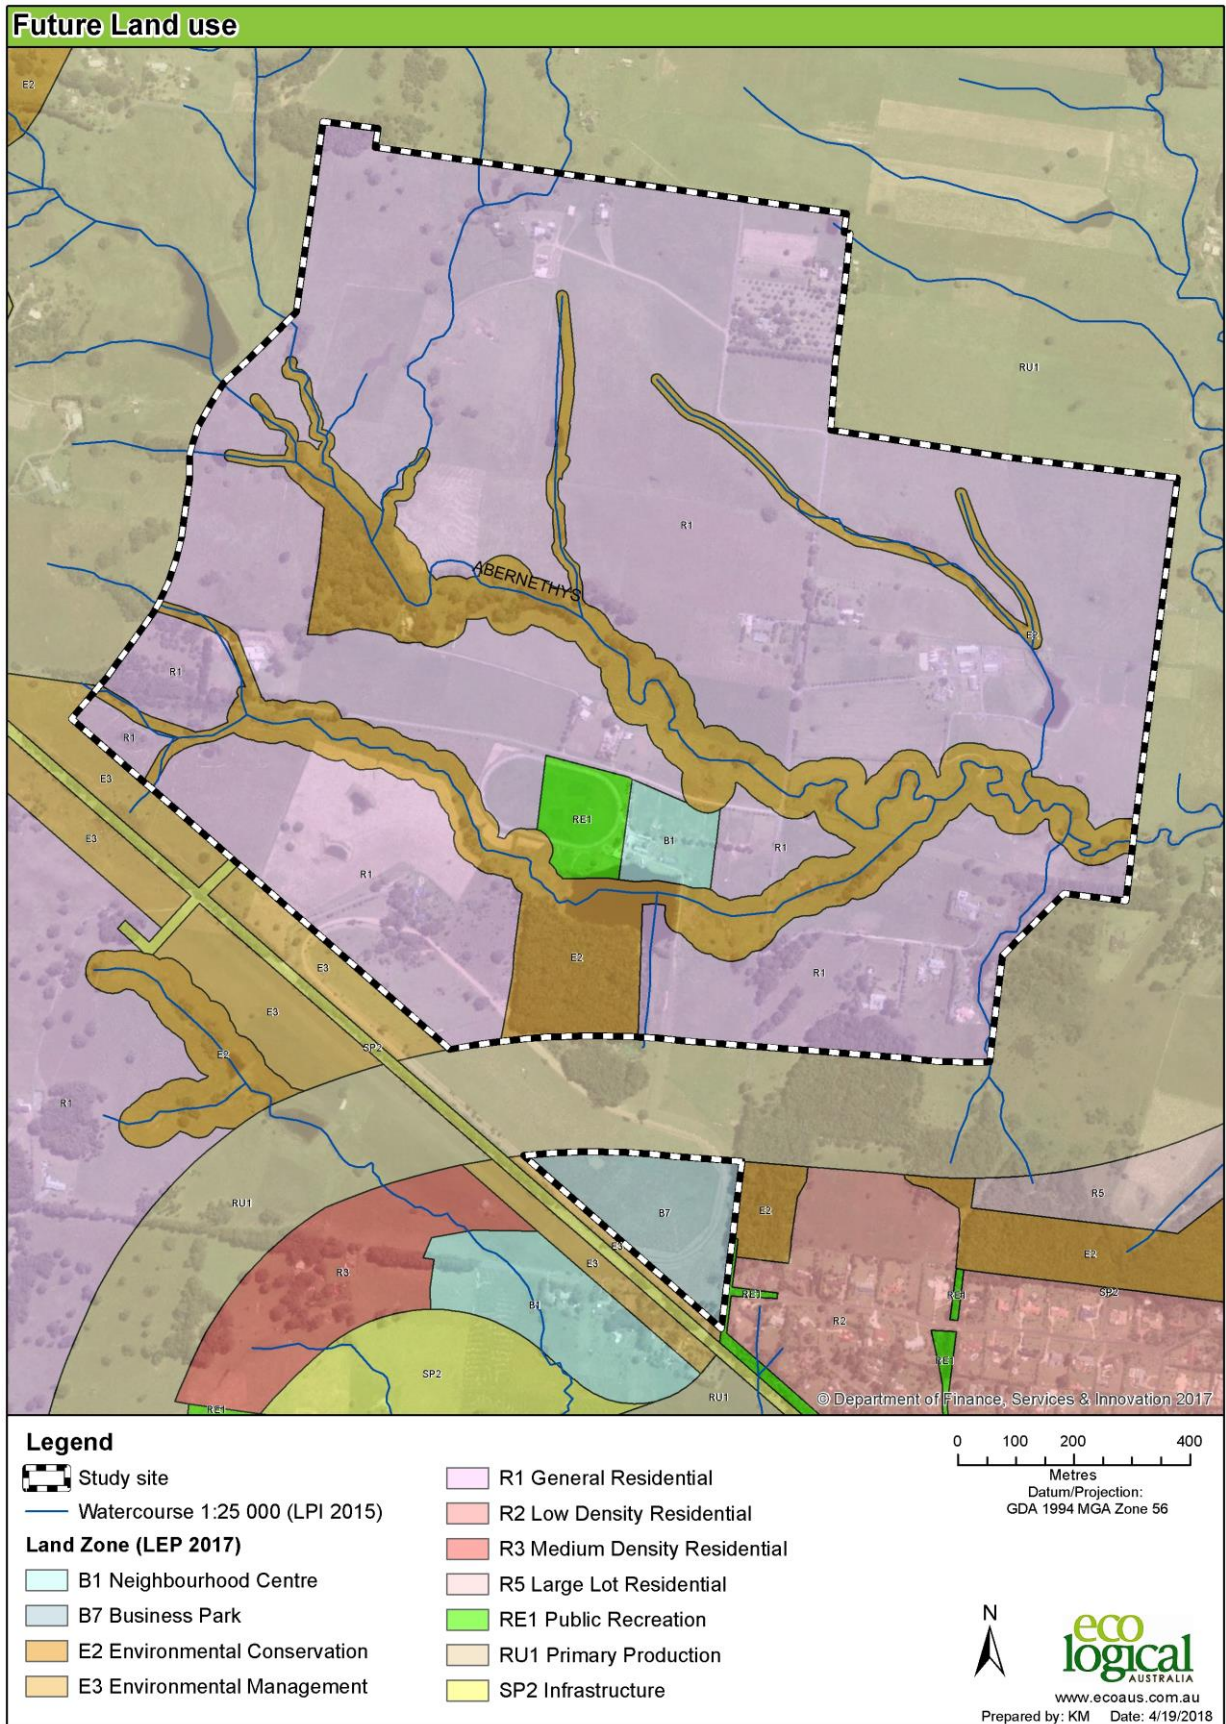 Future Land use
E2
RU1
R1
ABERNETHYS
E2
R1
R1
E3
E3
RE1
B1
R1
R1
E2
R1
E3
E3
SP2
E2
R1
RU1
B7
E2
R5
E2
E3
E3
R3
B1
RE1
RE1
SP2
R2
RE1
SP2
RU1
RE1
© Department of Finance, Services & Innovation 2017
Legend
Study site
Watercourse 1:25 000 (LPI 2015)
Land Zone (LEP 2017)
B1 Neighbourhood Centre
B7 Business Park
E2 Environmental Conservation
E3 Environmental Management
R1 General Residential
R2 Low Density Residential
R3 Medium Density Residential
R5 Large Lot Residential
RE1 Public Recreation
RU1 Primary Production
SP2 Infrastructure
0 100 200 400
Metres
Datum/Projection:
GDA 1994 MGA Zone 56
N
eco
logical
AUSTRALIA
www.ecoaus.com.au
Prepared by: KM Date: 4/19/2018